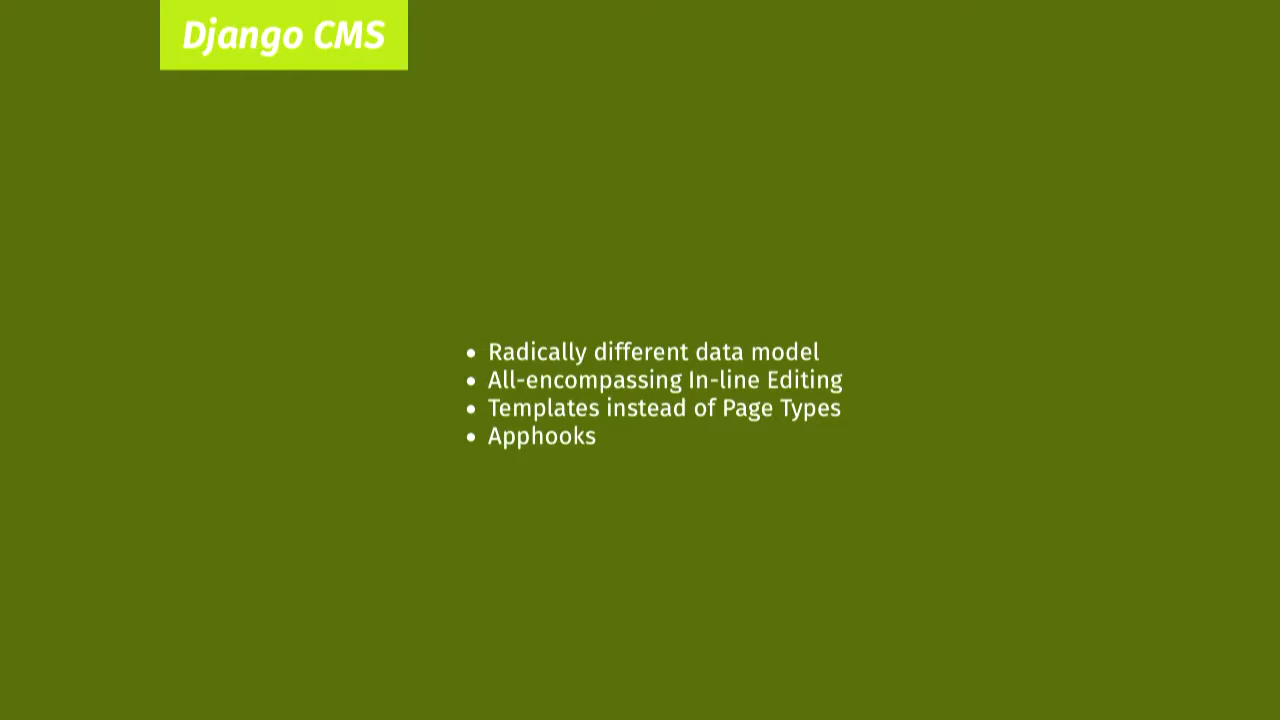 Django CMS
• Radically different data model
• All-encompassing In-line Editing
• Templates instead of Page Types
• Apphooks